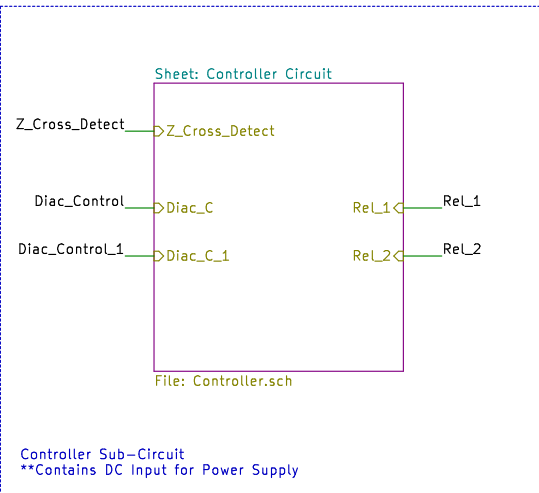 Sheet: Controller Circuit
Z_Cross_Detect
Z_Cross_Detect
Diac_Control
Diac_C
Rel_1
Rel_1
Diac_Control_1
Diac_C_1
Rel_2
Rel_2
File: Controller.sch
Controller Sub-Circuit
**Contains DC Input for Power Supply